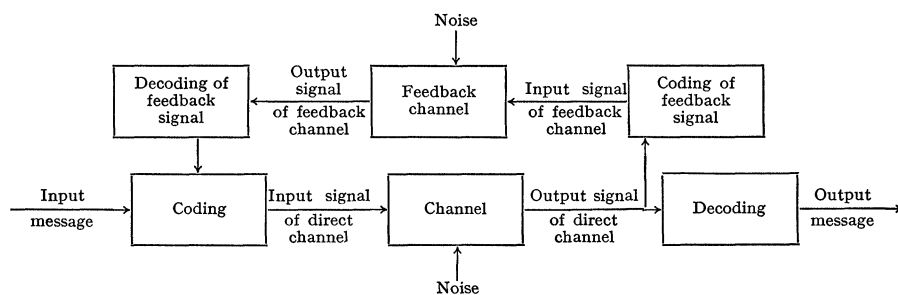 Noise
Decoding of
feedback
signal
Output
signal
of feedback
channel
Feedback
channel
Input signal
of feedback
channel
Coding of
feedback
signal
Input
message
Coding
Input signal
of direct
channel
Channel
Output signal
of direct
channel
Decoding
Output
message
Noise